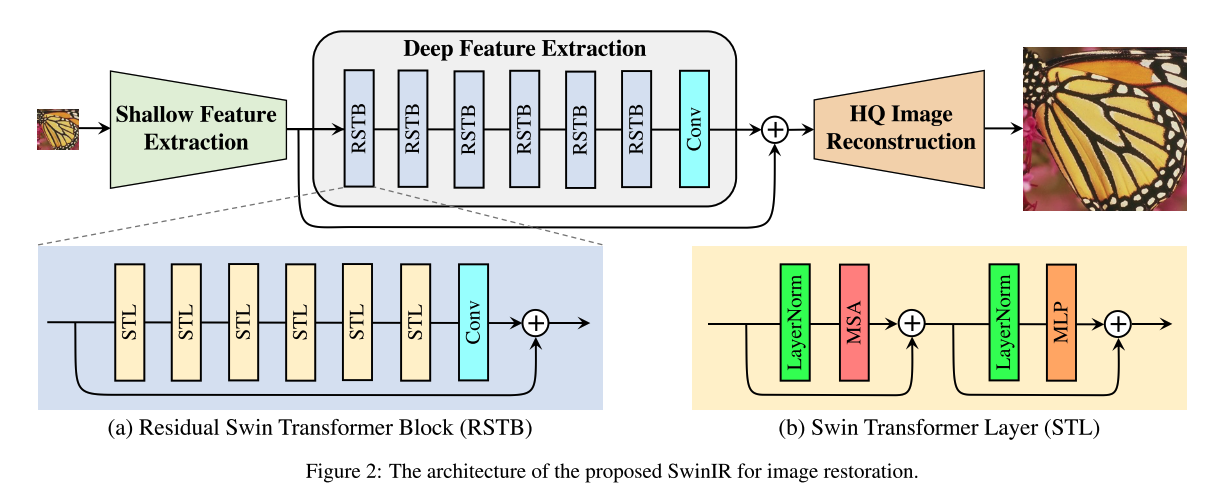 Deep Feature Extraction
Shallow Feature
Extraction
RSTB
RSTB
RSTB
RSTB
RSTB
RSTB
Conv
+
HQ Image
Reconstruction
STL
STL
STL
STL
STL
STL
Conv
+
(a) Residual Swin Transformer Block (RSTB)
LayerNorm
MSA
+
LayerNorm
MLP
+
(b) Swin Transformer Layer (STL)
Figure 2: The architecture of the proposed SwinIR for image restoration.